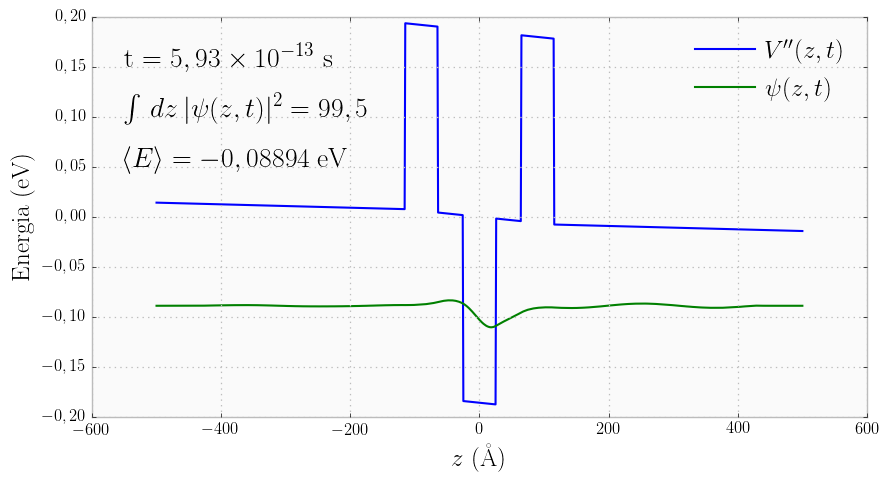 t = 5,93 × 10⁻¹³ s
∫ dz |ψ(z,t)|² = 99,5
⟨E⟩ = −0,08894 eV
V″(z,t)
ψ(z,t)
Energia (eV)
0,20
0,15
0,10
0,05
0,00
−0,05
−0,10
−0,15
−0,20
−600 −400 −200 0 200 400 600
z (Å)